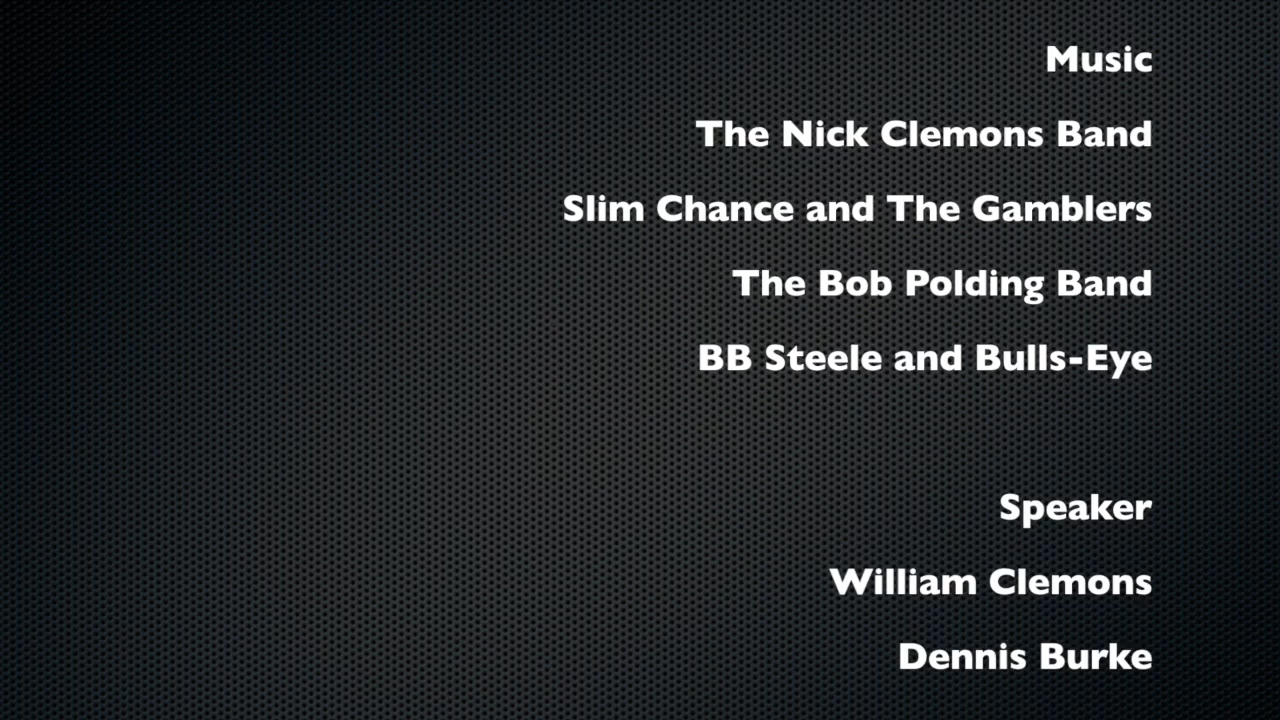 Music
The Nick Clemons Band
Slim Chance and The Gamblers
The Bob Polding Band
BB Steele and Bulls-Eye
Speaker
William Clemons
Dennis Burke